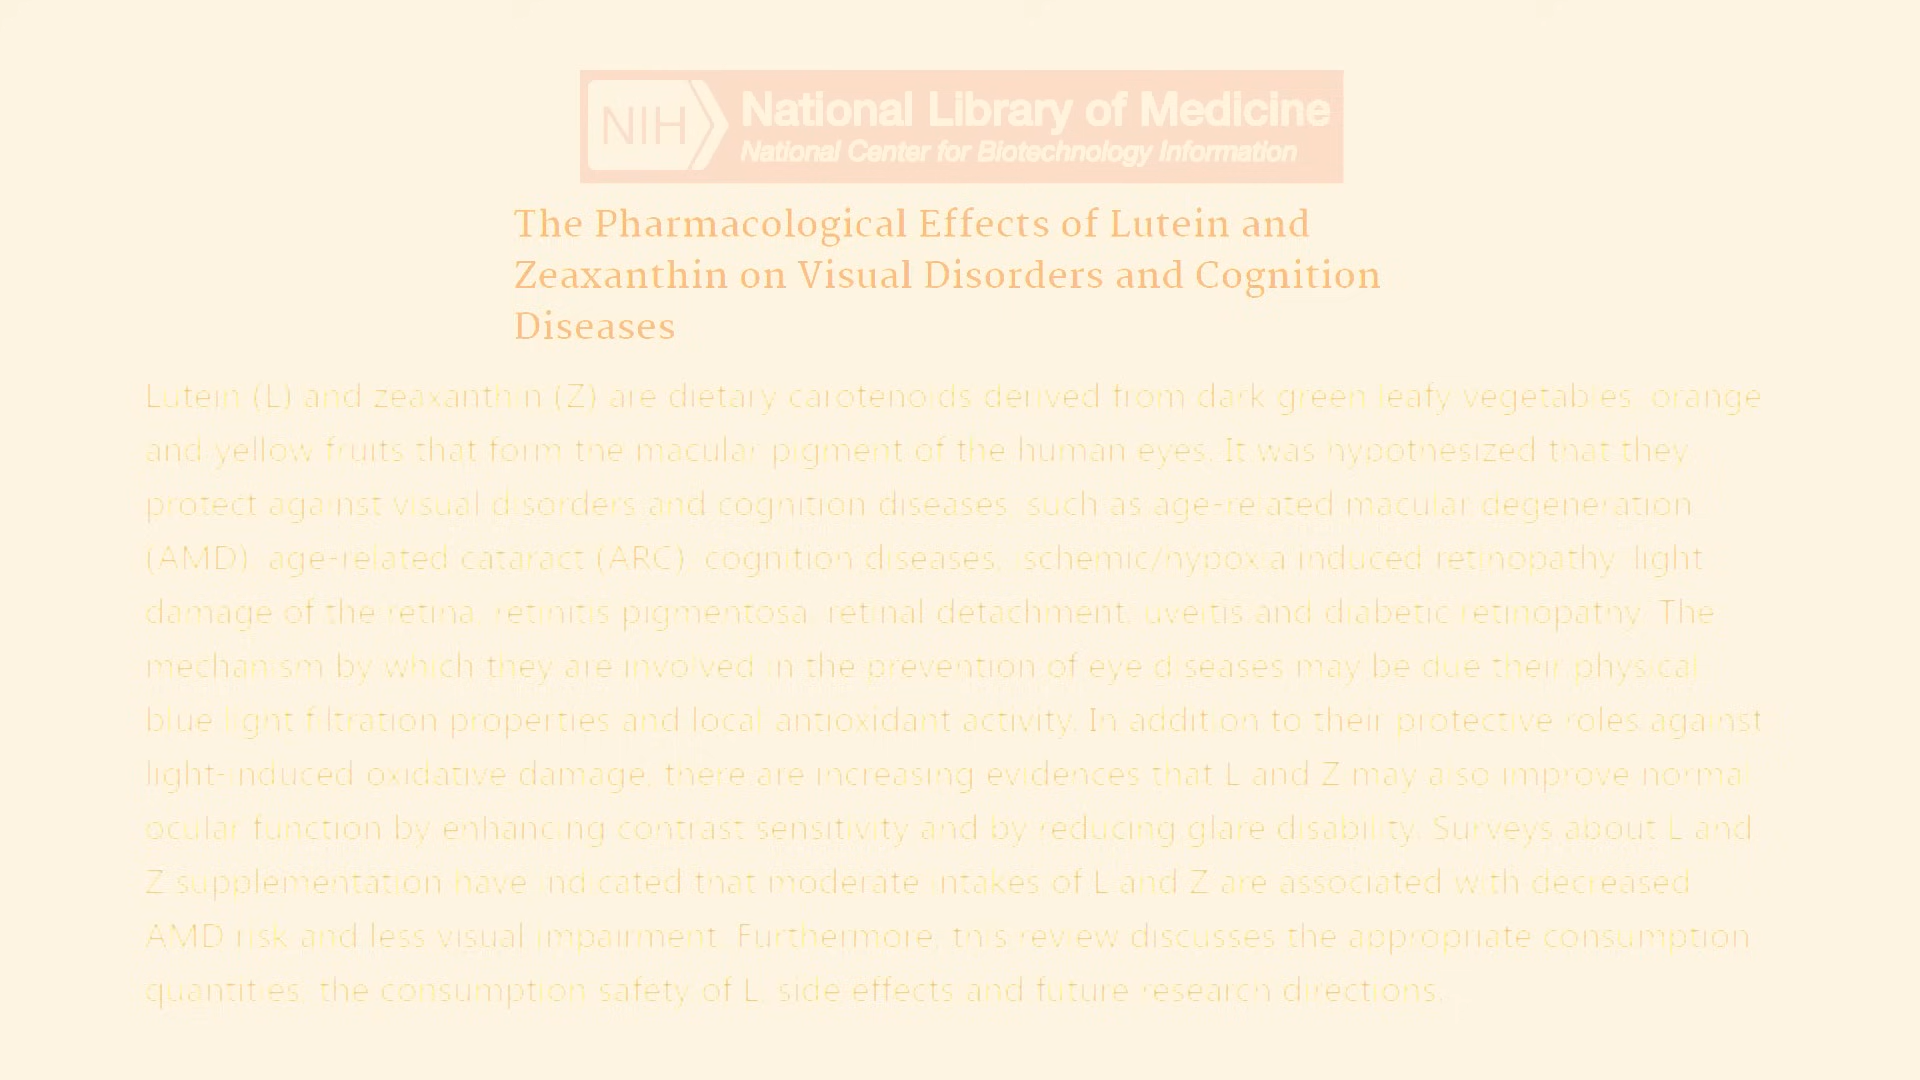 NIH National Library of Medicine
National Center for Biotechnology Information
The Pharmacological Effects of Lutein and
Zeaxanthin on Visual Disorders and Cognition
Diseases
Lutein (L) and zeaxanthin (Z) are dietary carotenoids derived from dark green leafy vegetables, orange
and yellow fruits that form the macular pigment of the human eyes. It was hypothesized that they
protect against visual disorders and cognition diseases, such as age-related macular degeneration
(AMD), age-related cataract (ARC), cognition diseases, ischemic/hypoxia induced retinopathy, light
damage of the retina, retinitis pigmentosa, retinal detachment, uveitis and diabetic retinopathy. The
mechanism by which they are involved in the prevention of eye diseases may be due their physical
blue light filtration properties and local antioxidant activity. In addition to their protective roles against
light-induced oxidative damage, there are increasing evidences that L and Z may also improve normal
ocular function by enhancing contrast sensitivity and by reducing glare disability. Surveys about L and
Z supplementation have indicated that moderate intakes of L and Z are associated with decreased
AMD risk and less visual impairment. Furthermore, this review discusses the appropriate consumption
quantities, the consumption safety of L, side effects and future research directions.